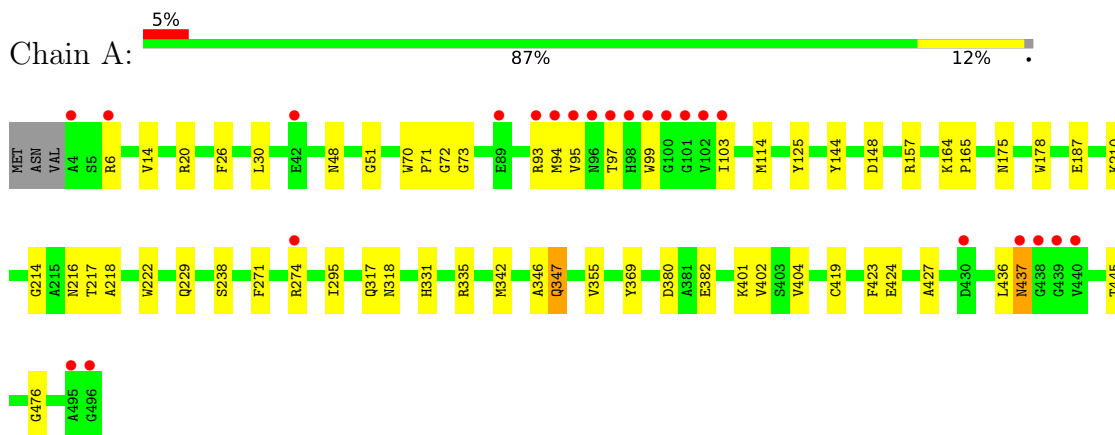 5%
Chain A:
87% 12% •
MET ASN VAL A4 S5 R6 V14 R20 F26 L30 E42 N48 G51 W70 P71 G72 G73 E89 R93 M94 V95 N96 T97 H98 W99 G100 G101 V102 I103 M114 Y125 Y144 D148 R157 K164 P165 N175 W178 E187
G214 A215 N216 T217 A218 W222 Q229 S238 F271 R274 I295 Q317 N318 H331 R335 M342 A346 Q347 V355 Y369 D380 A381 E382 K401 V402 S403 V404 C419 F423 E424 A427 D430 L436 N437 G438 G439 V440 T445
G476 A495 G496